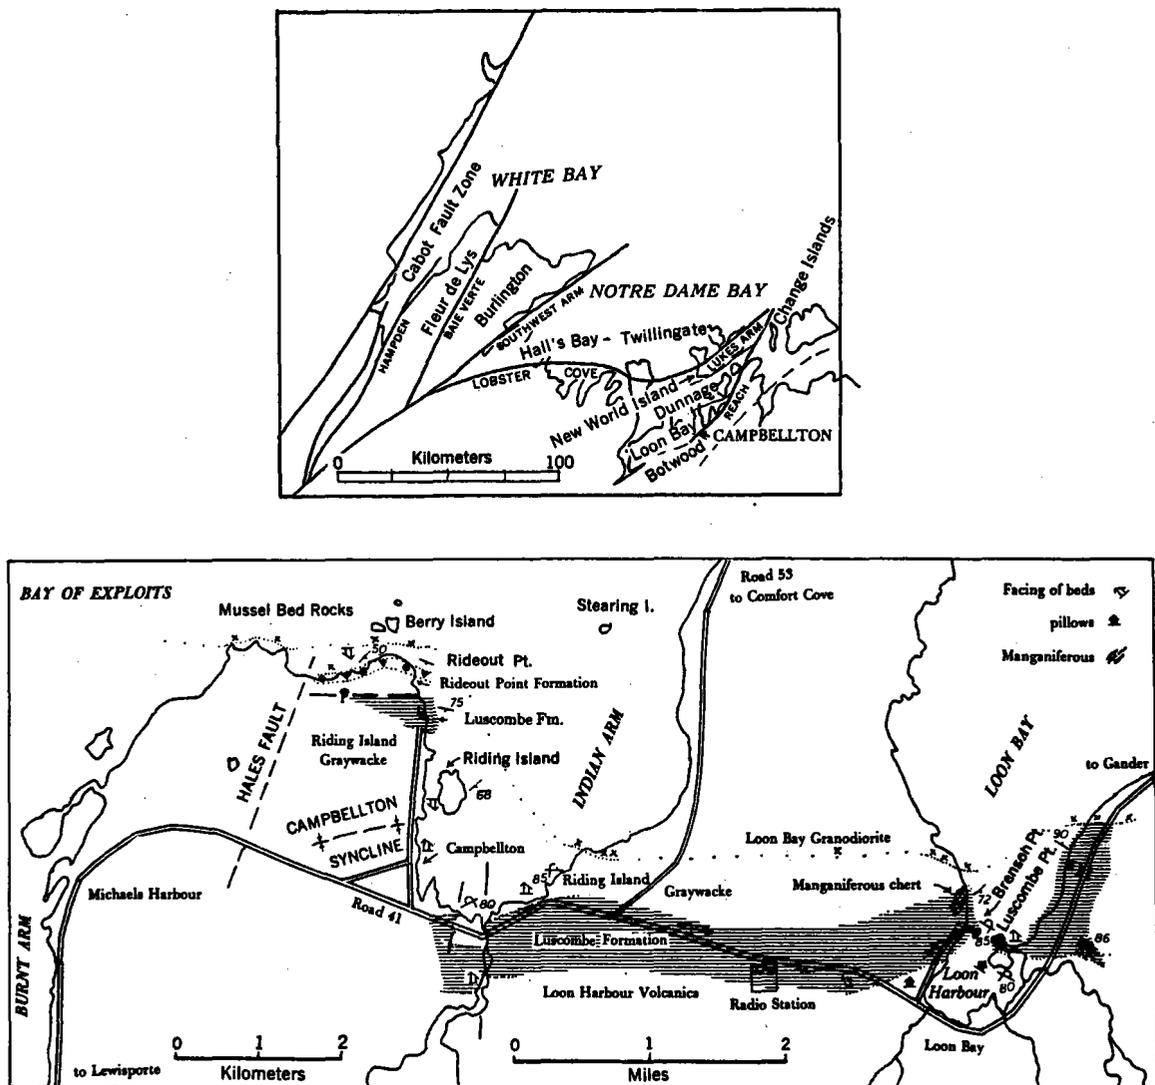 WHITE BAY
Cabot Fault Zone
Fleur de Lys
BAIE VERTE
Burlington
HAMPDEN
SOUTHWEST ARM
NOTRE DAME BAY
Change Islands
Hall's Bay - Twillingate
LUKES ARM
LOBSTER COVE
New World Island
Dunnage
REACH
Loon Bay
CAMPBELLTON
Botwood
0 Kilometers 100
BAY OF EXPLOITS
Mussel Bed Rocks
Berry Island
Stearing I.
Road 53
to Comfort Cove
Facing of beds
pillows
Manganiferous
50
Rideout Pt.
Rideout Point Formation
75
Luscombe Fm.
HALES FAULT
Riding Island
Graywacke
Riding Island
68
INDIAN ARM
LOON BAY
to Gander
CAMPBELLTON
SYNCLINE
Campbellton
Loon Bay Granodiorite
90
Branson Pt.
Luscombe Pt.
Michaels Harbour
85
Riding Island
Graywacke
Manganiferous chert
72
Road 41
80
Luscombe Formation
85
86
BURNT ARM
Loon Harbour Volcanics
Radio Station
Loon
Harbour
80
Loon Bay
to Lewisporte
0 1 2
Kilometers
0 1 2
Miles